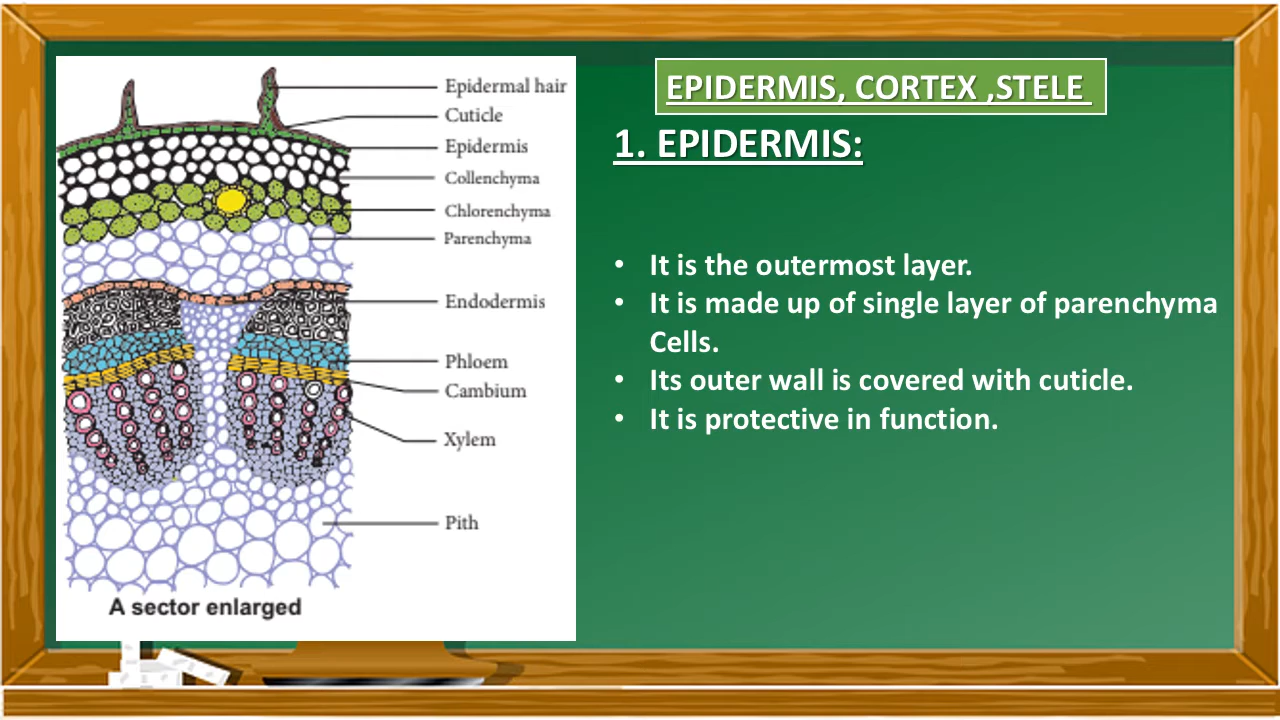 Epidermal hair
Cuticle
Epidermis
Collenchyma
Chlorenchyma
Parenchyma
Endodermis
Phloem
Cambium
Xylem
Pith
A sector enlarged
EPIDERMIS, CORTEX ,STELE
1. EPIDERMIS:
• It is the outermost layer.
• It is made up of single layer of parenchyma
Cells.
• Its outer wall is covered with cuticle.
• It is protective in function.